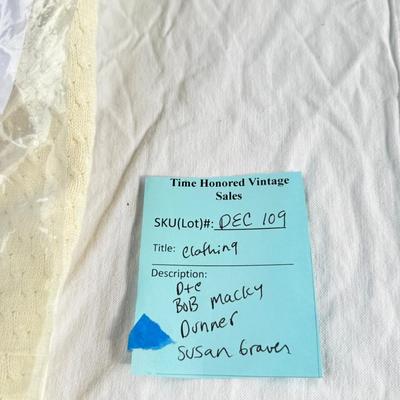 Time Honored Vintage
Sales
SKU(Lot)#: DEC 109
Title: Clothing
Description:
D+C
BOB Macky
Dunner
Susan Graver